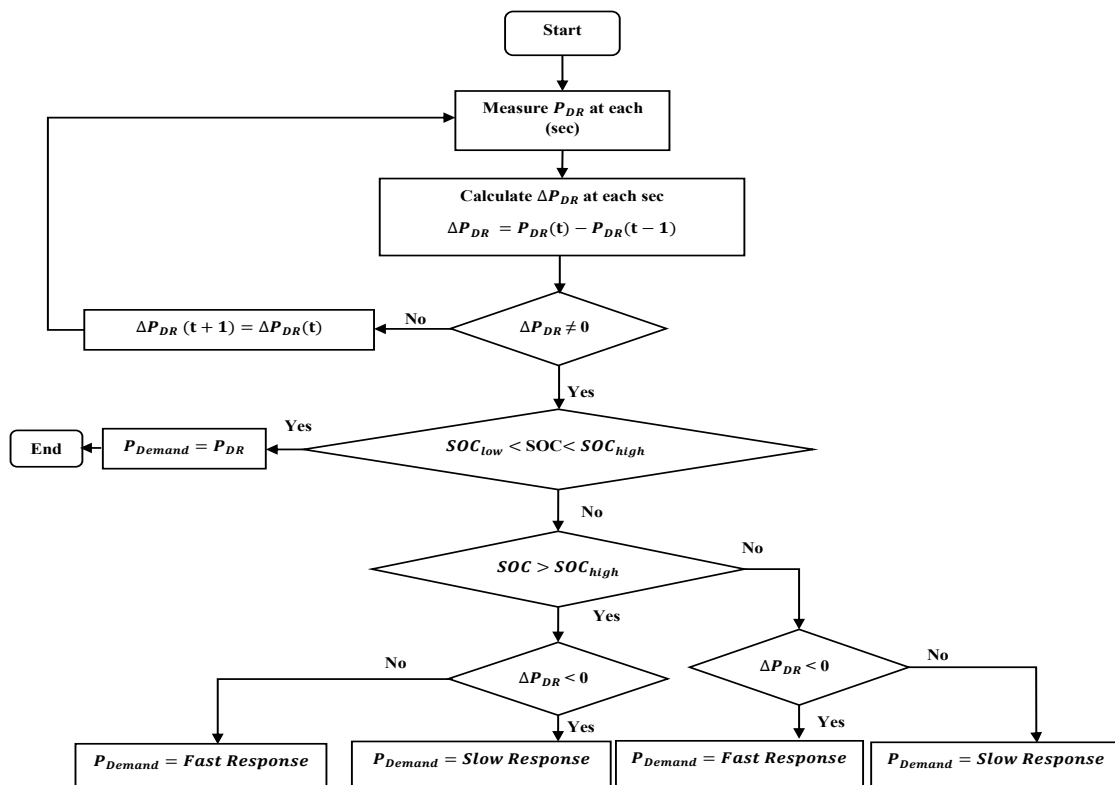 Start
Measure P_DR at each
(sec)
Calculate ΔP_DR at each sec
ΔP_DR = P_DR(t) − P_DR(t − 1)
ΔP_DR (t + 1) = ΔP_DR(t)
No
ΔP_DR ≠ 0
Yes
End
P_Demand = P_DR
Yes
SOC_low < SOC< SOC_high
No
SOC > SOC_high
No
Yes
No
ΔP_DR < 0
Yes
ΔP_DR < 0
No
Yes
P_Demand = Fast Response
P_Demand = Slow Response
P_Demand = Fast Response
P_Demand = Slow Response